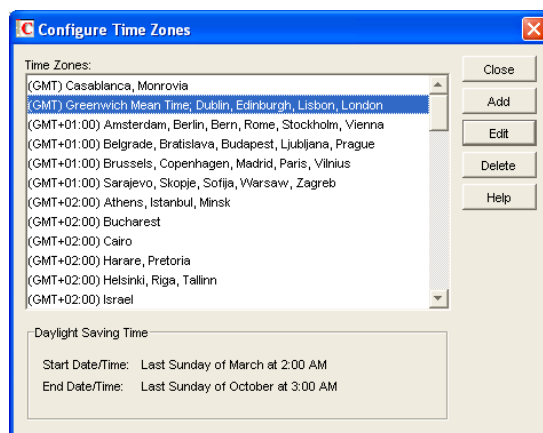 Configure Time Zones
Time Zones:
(GMT) Casablanca, Monrovia
(GMT) Greenwich Mean Time; Dublin, Edinburgh, Lisbon, London
(GMT+01:00) Amsterdam, Berlin, Bern, Rome, Stockholm, Vienna
(GMT+01:00) Belgrade, Bratislava, Budapest, Ljubljana, Prague
(GMT+01:00) Brussels, Copenhagen, Madrid, Paris, Vilnius
(GMT+01:00) Sarajevo, Skopje, Sofija, Warsaw, Zagreb
(GMT+02:00) Athens, Istanbul, Minsk
(GMT+02:00) Bucharest
(GMT+02:00) Cairo
(GMT+02:00) Harare, Pretoria
(GMT+02:00) Helsinki, Riga, Tallinn
(GMT+02:00) Israel
Close
Add
Edit
Delete
Help
Daylight Saving Time
Start Date/Time: Last Sunday of March at 2:00 AM
End Date/Time: Last Sunday of October at 3:00 AM